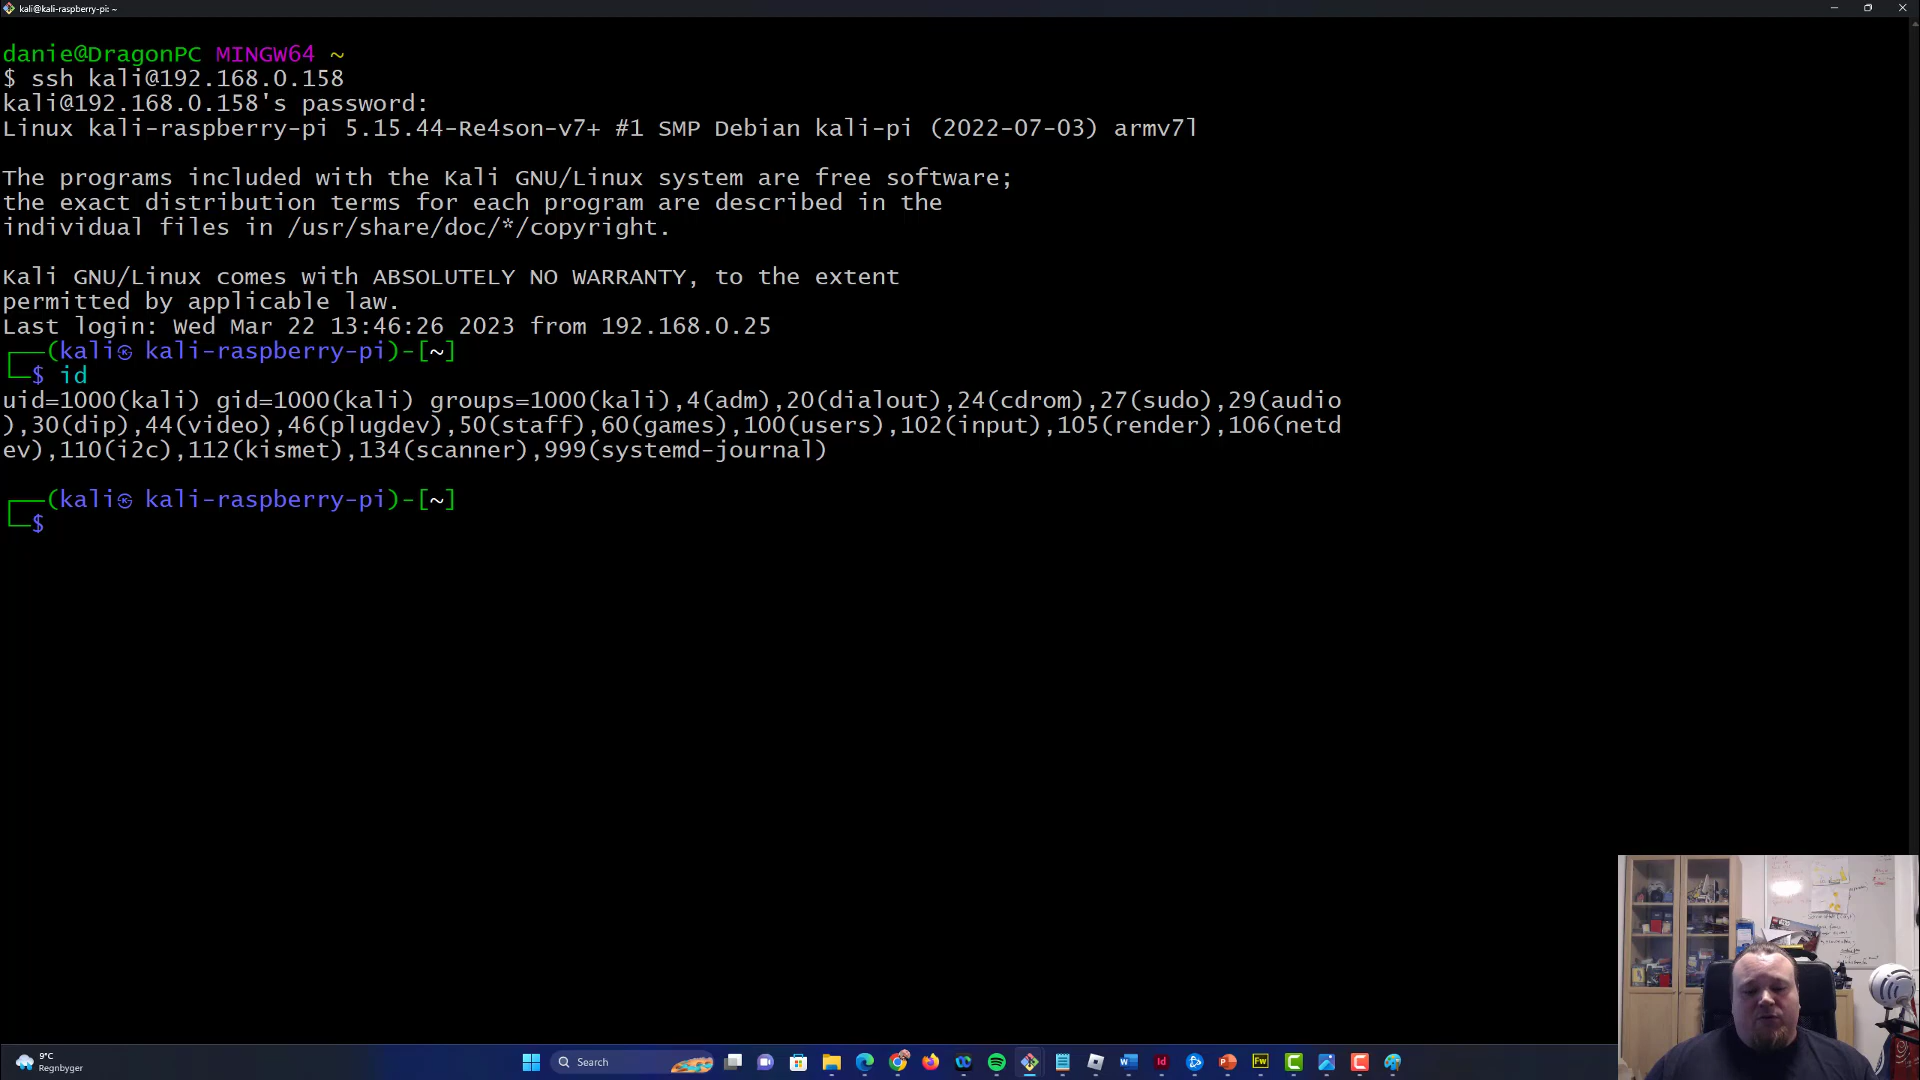 kali@kali-raspberry-pi: ~
danie@DragonPC MINGW64 ~
$ ssh kali@192.168.0.158
kali@192.168.0.158's password:
Linux kali-raspberry-pi 5.15.44-Re4son-v7+ #1 SMP Debian kali-pi (2022-07-03) armv7l
The programs included with the Kali GNU/Linux system are free software;
the exact distribution terms for each program are described in the
individual files in /usr/share/doc/*/copyright.
Kali GNU/Linux comes with ABSOLUTELY NO WARRANTY, to the extent
permitted by applicable law.
Last login: Wed Mar 22 13:46:26 2023 from 192.168.0.25
┌──(kali㉿ kali-raspberry-pi)-[~]
└─$ id
uid=1000(kali) gid=1000(kali) groups=1000(kali),4(adm),20(dialout),24(cdrom),27(sudo),29(audio
),30(dip),44(video),46(plugdev),50(staff),60(games),100(users),102(input),105(render),106(netd
ev),110(i2c),112(kismet),134(scanner),999(systemd-journal)
┌──(kali㉿ kali-raspberry-pi)-[~]
└─$
9°C
Regnbyger
Search
W
Id
Fw